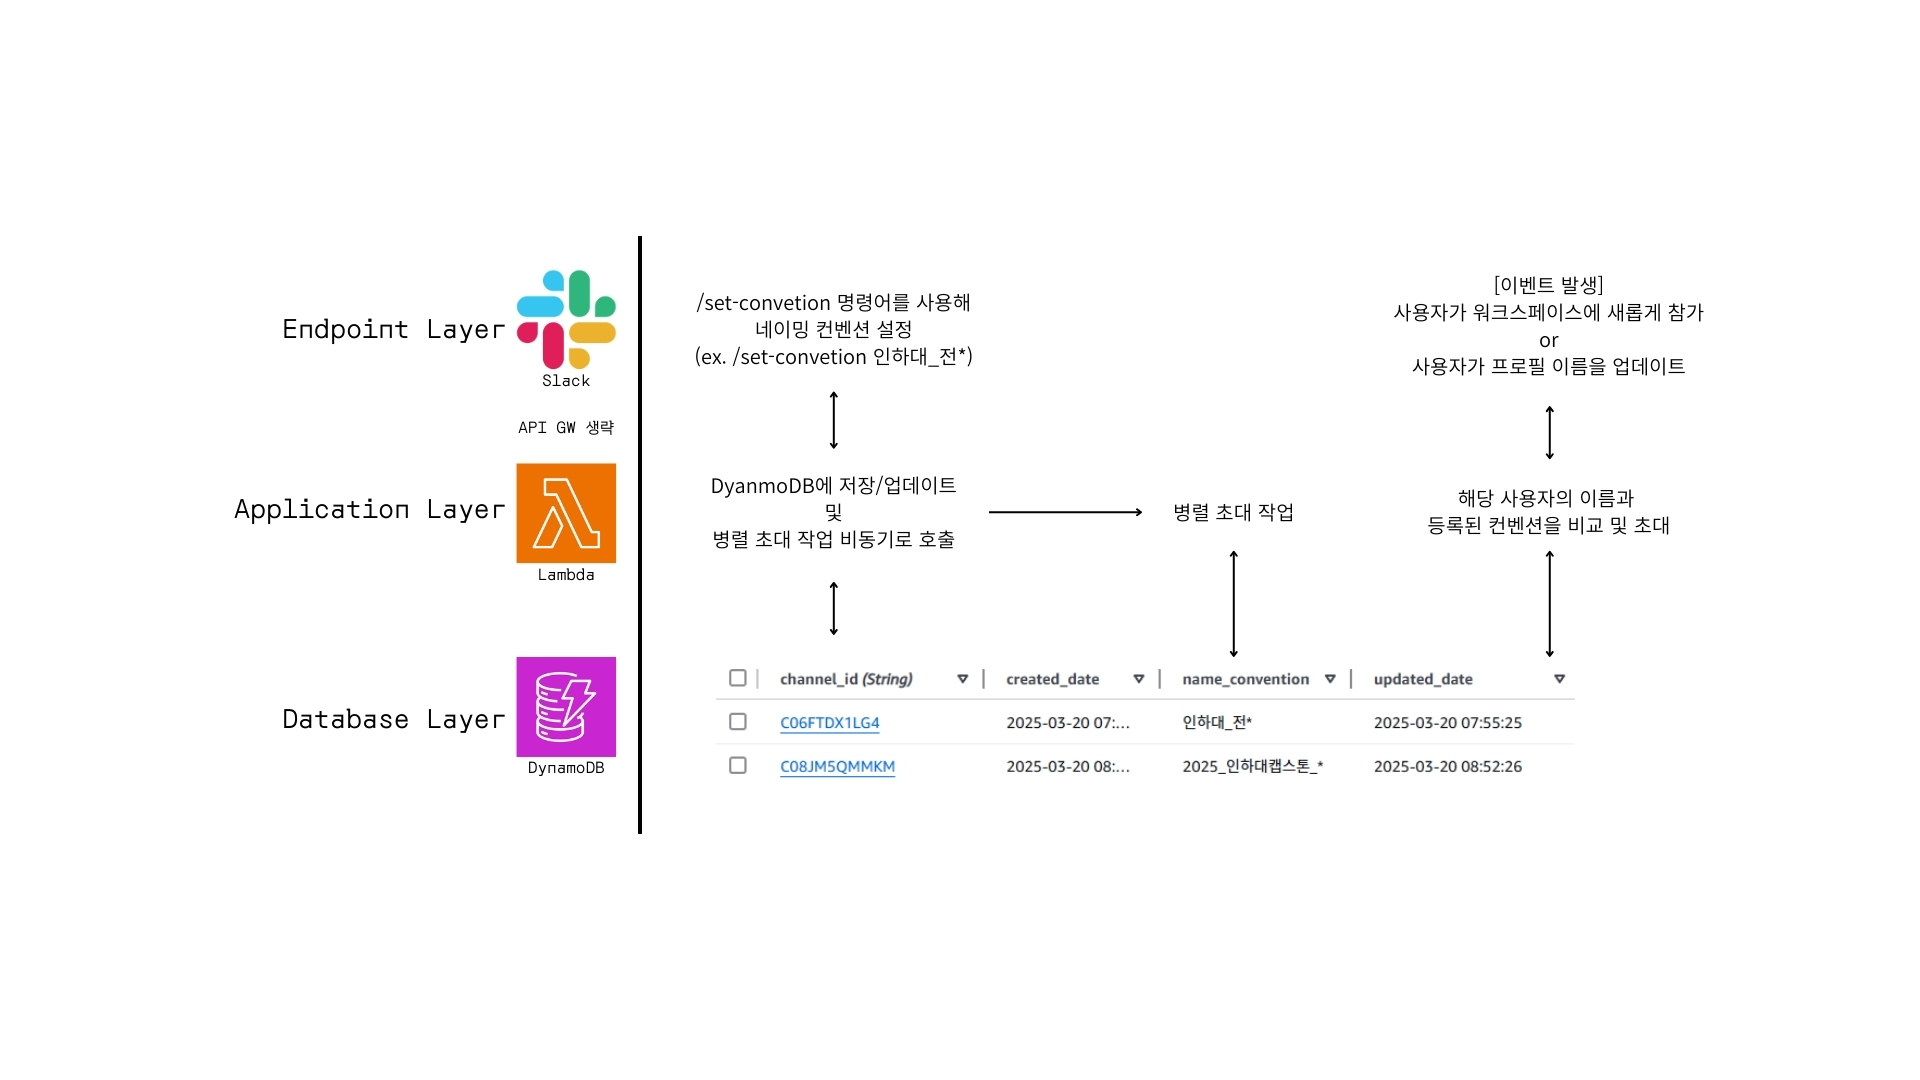 Endpoint Layer
Slack
API GW 생략
Application Layer
Lambda
Database Layer
DynamoDB
/set-convetion 명령어를 사용해
네이밍 컨벤션 설정
(ex. /set-convetion 인하대_전*)
DyanmoDB에 저장/업데이트
및
병렬 초대 작업 비동기로 호출
병렬 초대 작업
[이벤트 발생]
사용자가 워크스페이스에 새롭게 참가
or
사용자가 프로필 이름을 업데이트
해당 사용자의 이름과
등록된 컨벤션을 비교 및 초대
channel_id (String) created_date name_convention updated_date
C06FTDX1LG4 2025-03-20 07:... 인하대_전* 2025-03-20 07:55:25
C08JM5QMMKM 2025-03-20 08:... 2025_인하대캡스톤_* 2025-03-20 08:52:26